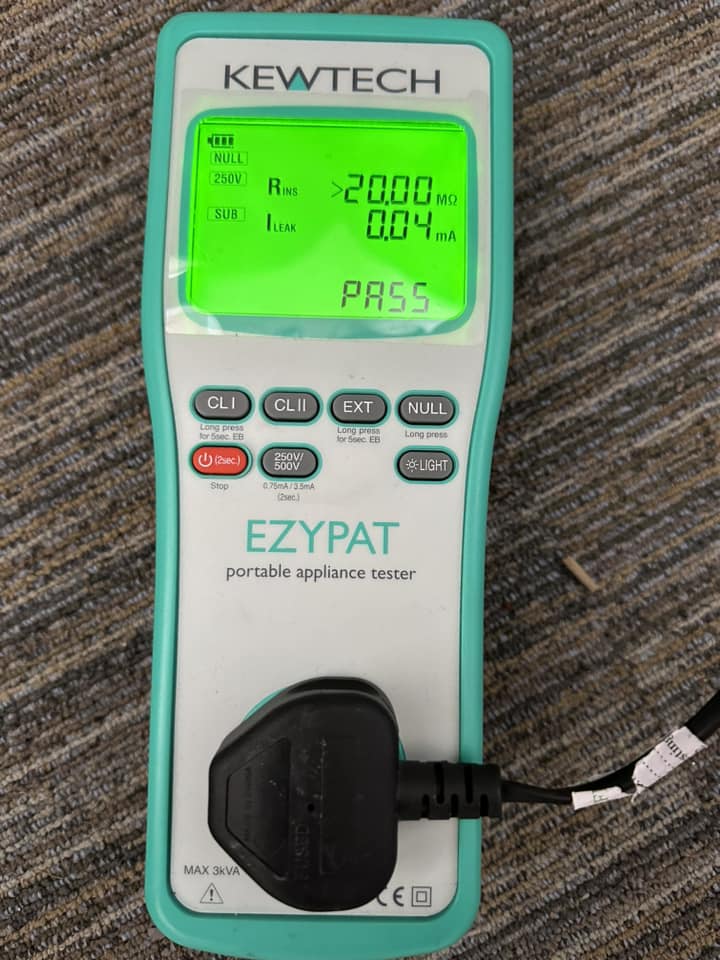 KEWTECH
NULL
250V
RINS >20.00 MΩ
SUB
ILEAK 0.04 mA
PASS
CL I
CL II
EXT
NULL
Long press
for 5sec. EB
Long press
for 5sec. EB
Long press
(2sec.)
250V/
500V
LIGHT
Stop
0.75mA / 3.5mA
(2sec.)
EZYPAT
portable appliance tester
FUSED
MAX 3kVA
CE